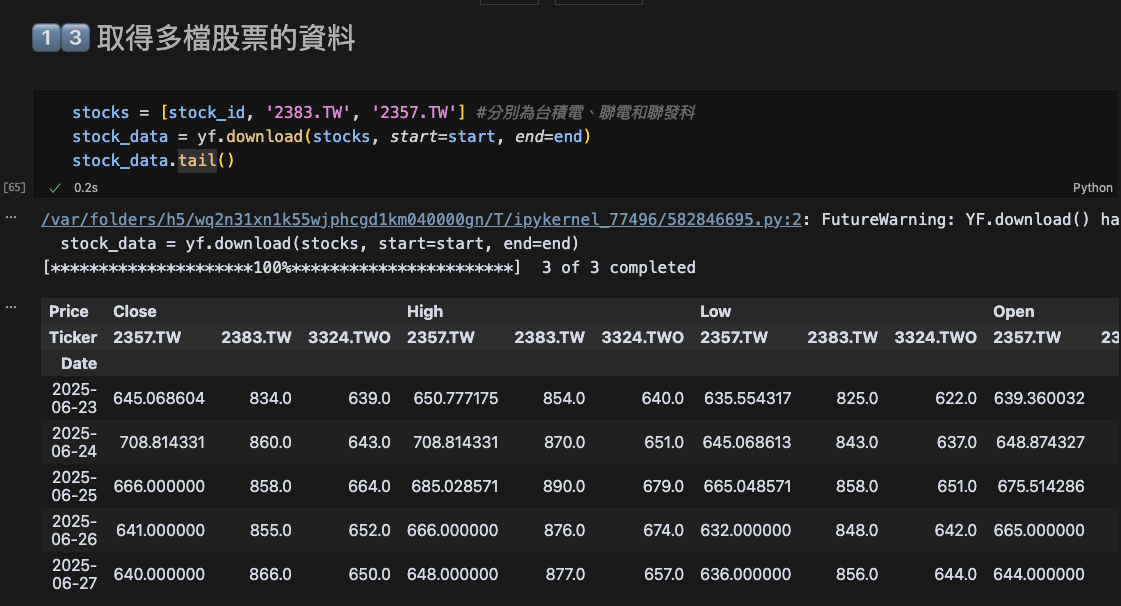 1️⃣3️⃣ 取得多檔股票的資料
stocks = [stock_id, '2383.TW', '2357.TW'] #分別為台積電、聯電和聯發科
stock_data = yf.download(stocks, start=start, end=end)
stock_data.tail()
[65] ✓ 0.2s Python
... /var/folders/h5/wq2n31xn1k55wjphcgd1km040000gn/T/ipykernel_77496/582846695.py:2: FutureWarning: YF.download() ha
stock_data = yf.download(stocks, start=start, end=end)
[*********************100%***********************] 3 of 3 completed
...
Price Close High Low Open
Ticker 2357.TW 2383.TW 3324.TWO 2357.TW 2383.TW 3324.TWO 2357.TW 2383.TW 3324.TWO 2357.TW 23
Date
2025-06-23 645.068604 834.0 639.0 650.777175 854.0 640.0 635.554317 825.0 622.0 639.360032
2025-06-24 708.814331 860.0 643.0 708.814331 870.0 651.0 645.068613 843.0 637.0 648.874327
2025-06-25 666.000000 858.0 664.0 685.028571 890.0 679.0 665.048571 858.0 651.0 675.514286
2025-06-26 641.000000 855.0 652.0 666.000000 876.0 674.0 632.000000 848.0 642.0 665.000000
2025-06-27 640.000000 866.0 650.0 648.000000 877.0 657.0 636.000000 856.0 644.0 644.000000